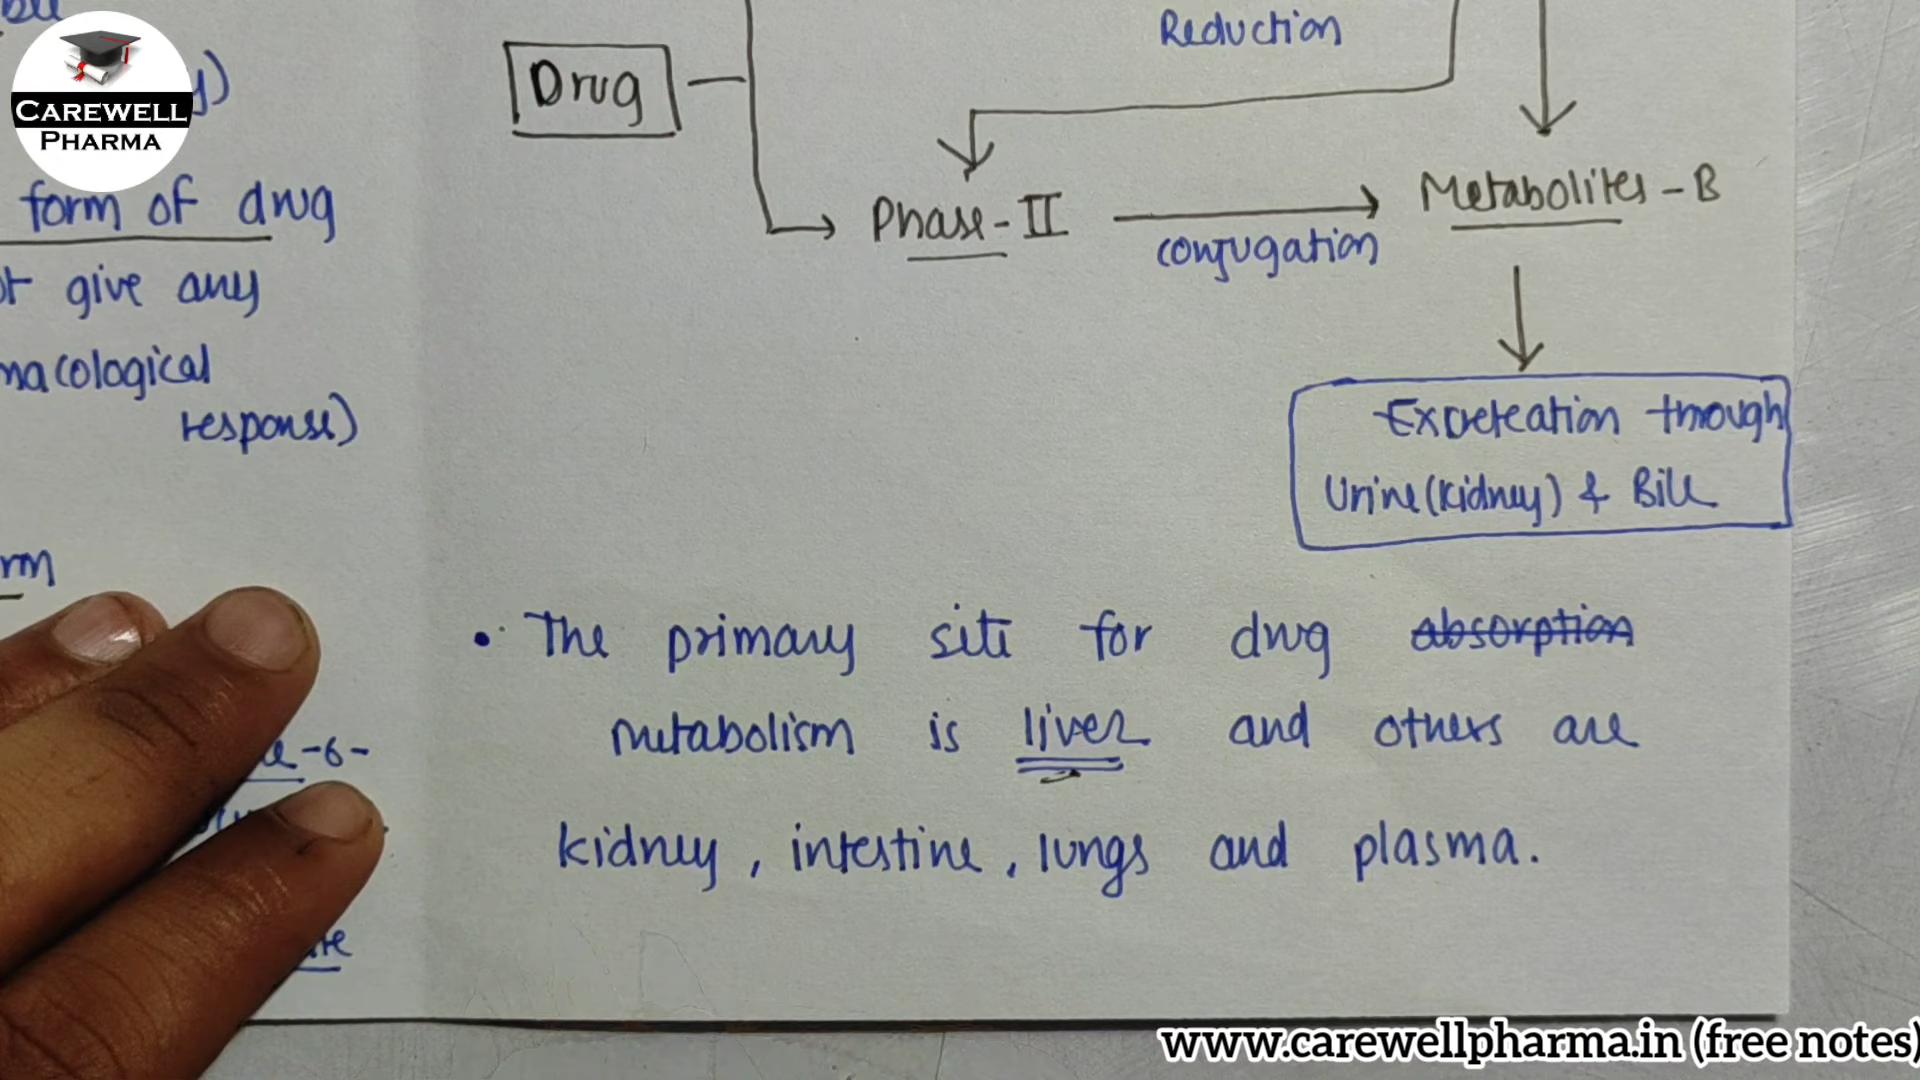 CAREWELL
PHARMA
form of drug
give any
response)
Reduction
Drug
Phase-II
conjugation
Metabolites-B
Excreteation through
Urine(kidney) & Bile
• The primary site for drug absorption
metabolism is liver and others are
kidney, intestine, lungs and plasma.
-6-
www.carewellpharma.in (free notes)